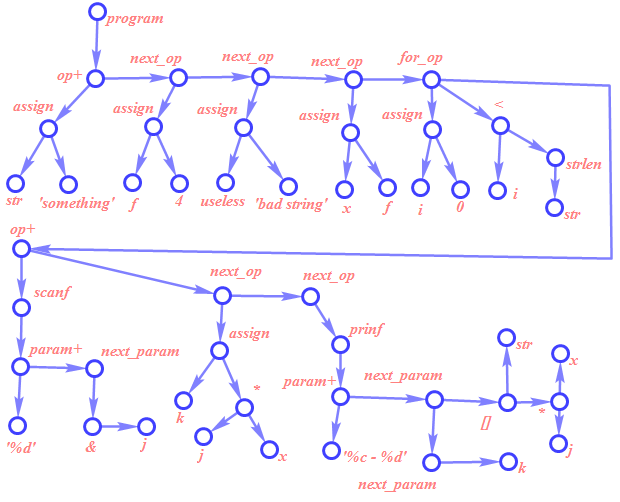 program
op+
next_op
next_op
next_op
for_op
assign
assign
assign
assign
assign
<
strlen
str
'something'
f
4
useless
'bad string'
x
f
i
0
i
str
op+
scanf
next_op
next_op
param+
next_param
assign
prinf
str
x
'%d'
&
j
k
*
j
x
param+
next_param
[]
*
j
'%c - %d'
next_param
k